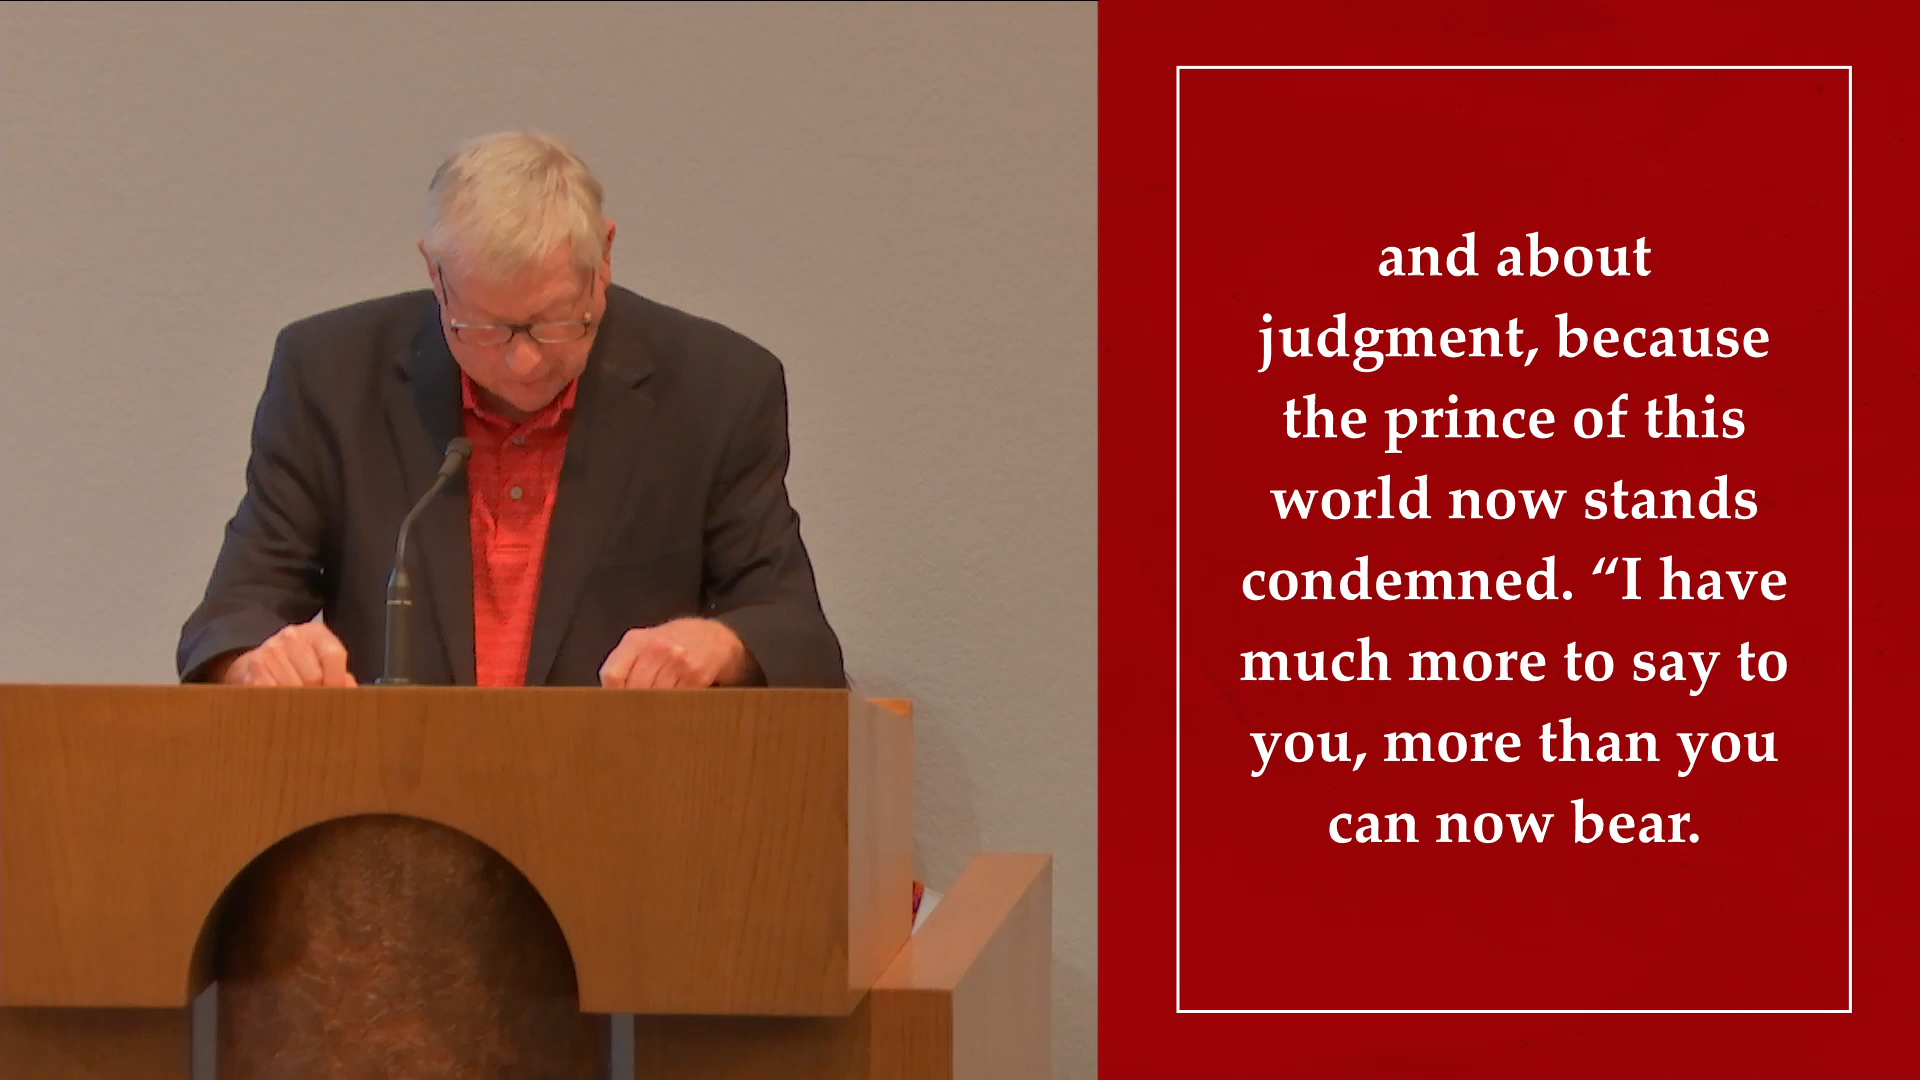 and about
judgment, because
the prince of this
world now stands
condemned. “I have
much more to say to
you, more than you
can now bear.